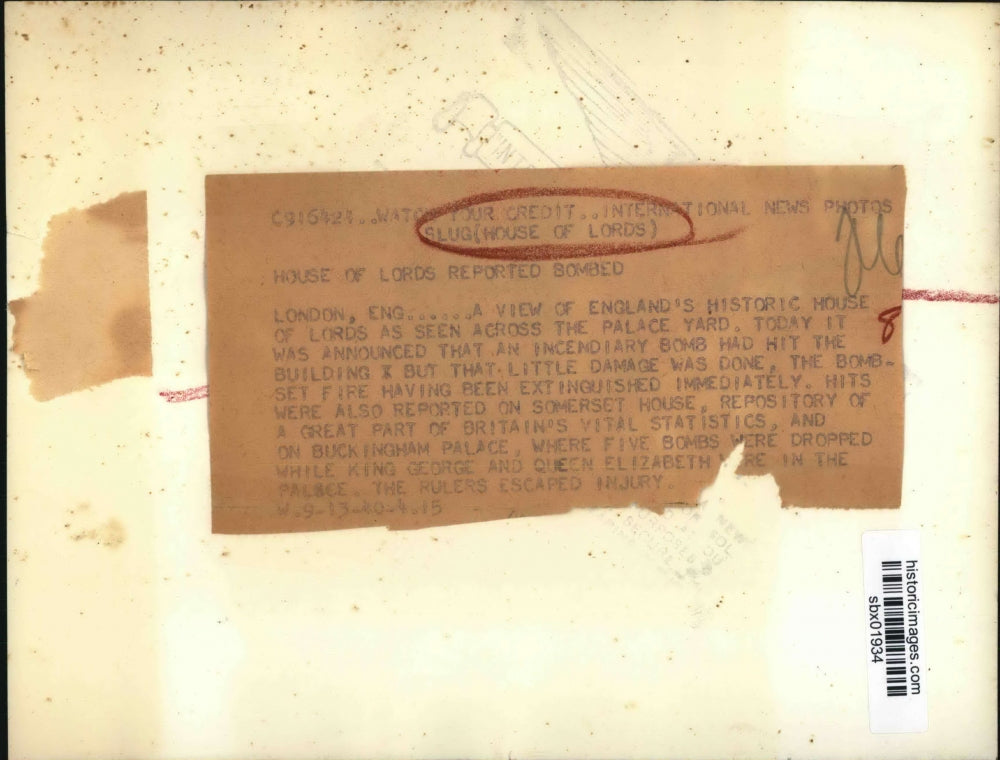 C916424..WATCH YOUR CREDIT..INTERNATIONAL NEWS PHOTOS
SLUG(HOUSE OF LORDS)
HOUSE OF LORDS REPORTED BOMBED
LONDON, ENG......A VIEW OF ENGLAND'S HISTORIC HOUSE
OF LORDS AS SEEN ACROSS THE PALACE YARD. TODAY IT
WAS ANNOUNCED THAT AN INCENDIARY BOMB HAD HIT THE
BUILDING X BUT THAT LITTLE DAMAGE WAS DONE, THE BOMB-
SET FIRE HAVING BEEN EXTINGUISHED IMMEDIATELY. HITS
WERE ALSO REPORTED ON SOMERSET HOUSE, REPOSITORY OF
A GREAT PART OF BRITAIN'S VITAL STATISTICS, AND
ON BUCKINGHAM PALACE, WHERE FIVE BOMBS WERE DROPPED
WHILE KING GEORGE AND QUEEN ELIZABETH WERE IN THE
PALACE. THE RULERS ESCAPED INJURY.
W.9-13-40-4.15
8
historicimages.com
sbx01934